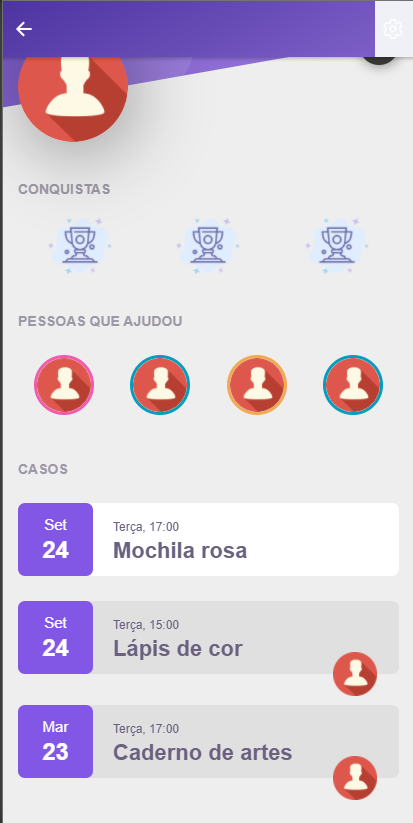 CONQUISTAS
PESSOAS QUE AJUDOU
CASOS
Set
24
Terça, 17:00
Mochila rosa
Set
24
Terça, 15:00
Lápis de cor
Mar
23
Terça, 17:00
Caderno de artes